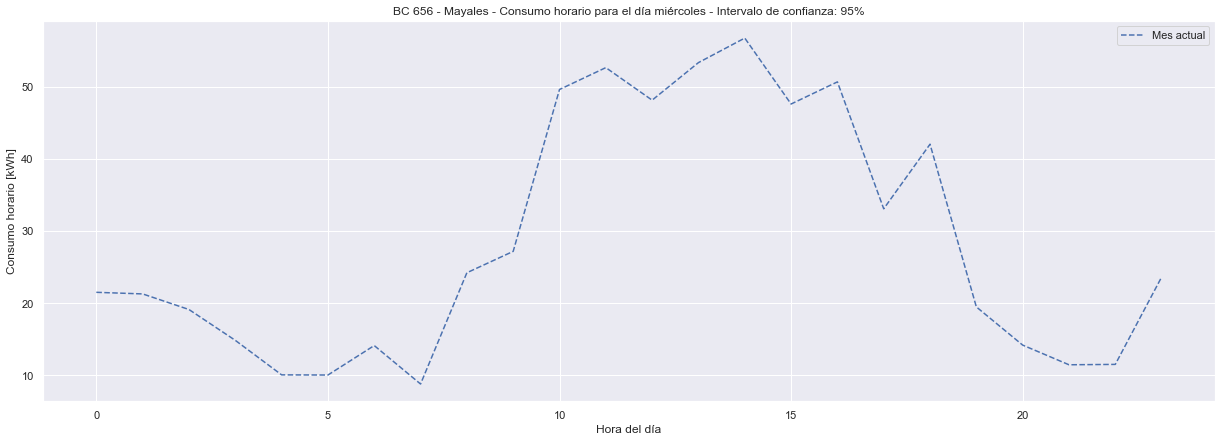 BC 656 - Mayales - Consumo horario para el día miércoles - Intervalo de confianza: 95%
Mes actual
Consumo horario [kWh]
50
40
30
20
10
0
5
10
15
20
Hora del día